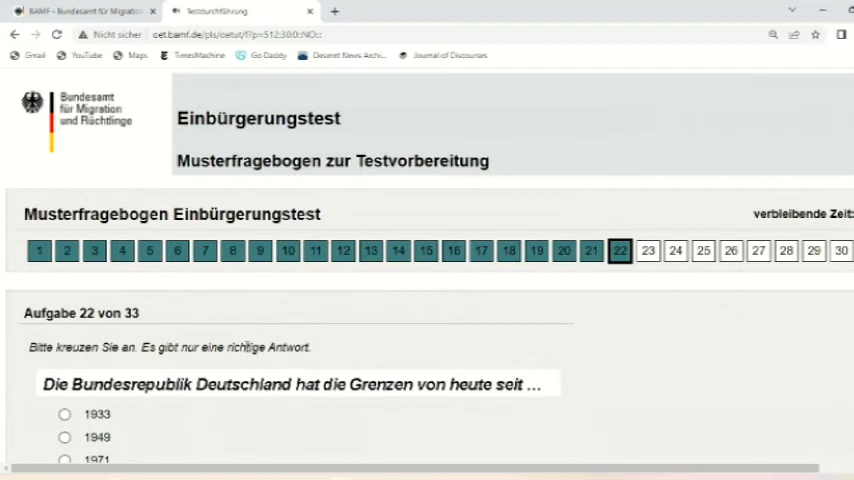 BAMF - Bundesamt für Migration
Testdurchführung
Nicht sicher
oet.bamf.de/pls/oetut/f?p=512:30:0::NO::
Gmail YouTube Maps TimesMachine Go Daddy Deseret News Archi... Journal of Discourses
Bundesamt
für Migration
und Flüchtlinge
Einbürgerungstest
Musterfragebogen zur Testvorbereitung
Musterfragebogen Einbürgerungstest
verbleibende Zeit:
1 2 3 4 5 6 7 8 9 10 11 12 13 14 15 16 17 18 19 20 21 22 23 24 25 26 27 28 29 30
Aufgabe 22 von 33
Bitte kreuzen Sie an. Es gibt nur eine richtige Antwort.
Die Bundesrepublik Deutschland hat die Grenzen von heute seit ...
1933
1949
1971